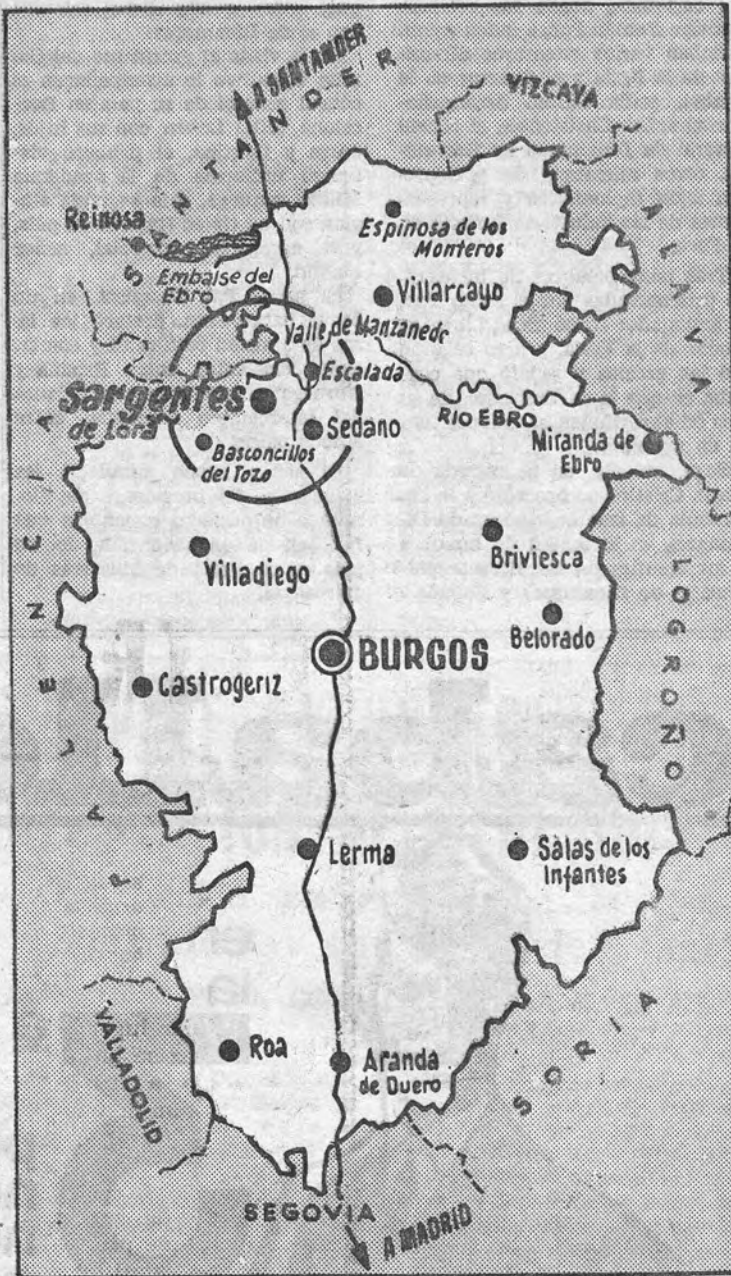 A SANTANDER
SANTANDER
VIZCAYA
Reinosa
Espinosa de los
Monteros
ALAVA
Embalse del
Ebro
Villarcayo
Valle de Manzanedo
Escalada
Sargentes
de Lora
RIO EBRO
Sedano
Miranda de
Ebro
Basconcillos
del Tozo
PALENCIA
Briviesca
Villadiego
LOGROÑO
Belorado
BURGOS
Castrogeriz
Lerma
Salas de los
Infantes
SORIA
VALLADOLID
Roa
Aranda
de Duero
SEGOVIA
A MADRID